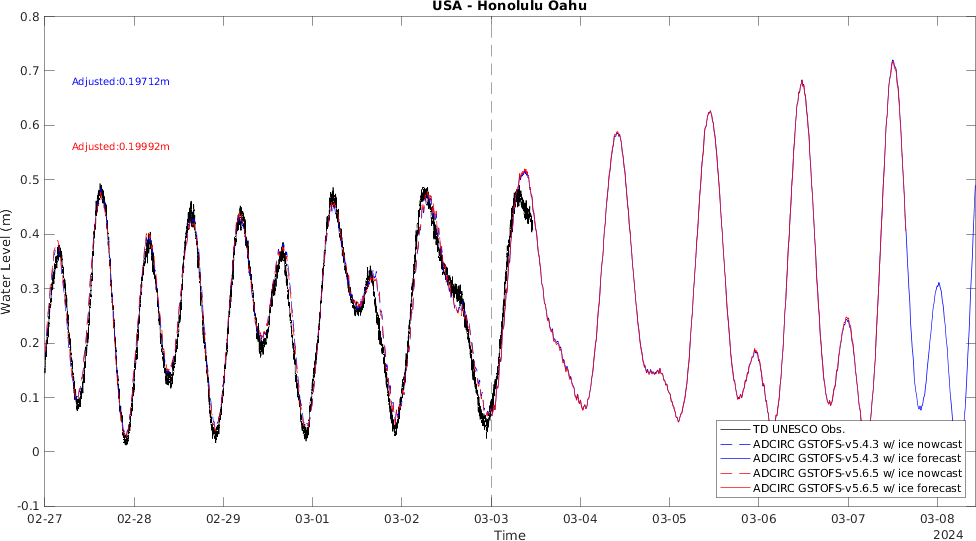 USA - Honolulu Oahu
0.8
0.7
0.6
0.5
0.4
0.3
0.2
0.1
0
-0.1
Water Level (m)
Adjusted:0.19712m
Adjusted:0.19992m
TD UNESCO Obs.
ADCIRC GSTOFS-v5.4.3 w/ ice nowcast
ADCIRC GSTOFS-v5.4.3 w/ ice forecast
ADCIRC GSTOFS-v5.6.5 w/ ice nowcast
ADCIRC GSTOFS-v5.6.5 w/ ice forecast
02-27 02-28 02-29 03-01 03-02 03-03 03-04 03-05 03-06 03-07 03-08
Time
2024